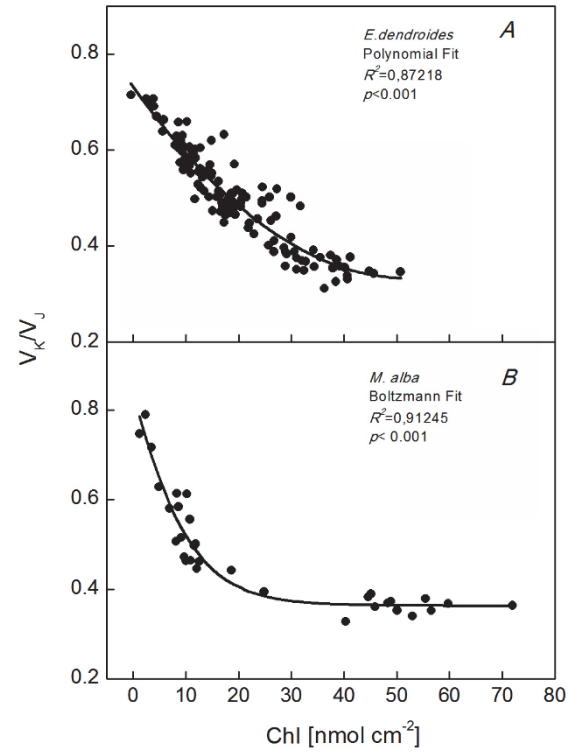 A
E.dendroides
Polynomial Fit
R²=0,87218
p<0.001
0.8
0.6
0.4
0.2
V_K/V_J
B
M. alba
Boltzmann Fit
R²=0,91245
p< 0.001
0.8
0.6
0.4
0.2
0 10 20 30 40 50 60 70 80
Chl [nmol cm⁻²]